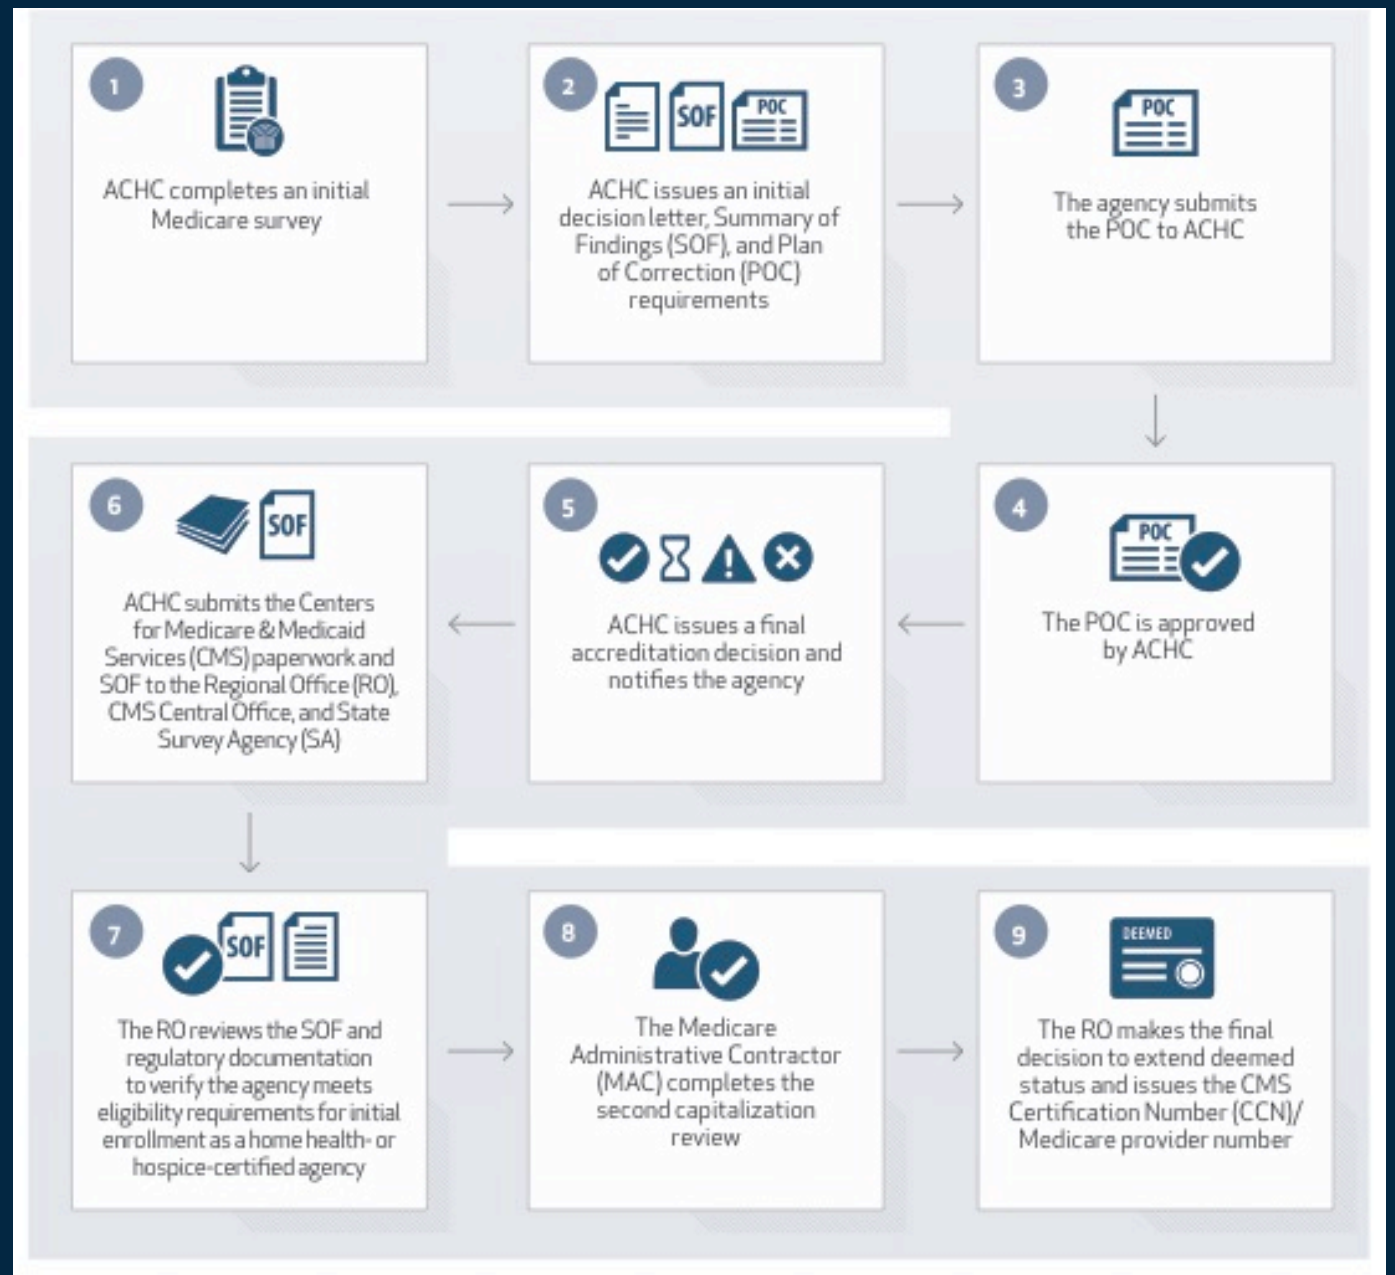 1
ACHC completes an initial
Medicare survey
2
SOF
POC
ACHC issues an initial
decision letter, Summary of
Findings (SOF), and Plan
of Correction (POC)
requirements
3
POC
The agency submits
the POC to ACHC
4
POC
The POC is approved
by ACHC
5
ACHC issues a final
accreditation decision and
notifies the agency
6
SOF
ACHC submits the Centers
for Medicare & Medicaid
Services (CMS) paperwork and
SOF to the Regional Office (RO),
CMS Central Office, and State
Survey Agency (SA)
7
SOF
The RO reviews the SOF and
regulatory documentation
to verify the agency meets
eligibility requirements for initial
enrollment as a home health- or
hospice-certified agency
8
The Medicare
Administrative Contractor
(MAC) completes the
second capitalization
review
9
DEEMED
The RO makes the final
decision to extend deemed
status and issues the CMS
Certification Number (CCN)/
Medicare provider number